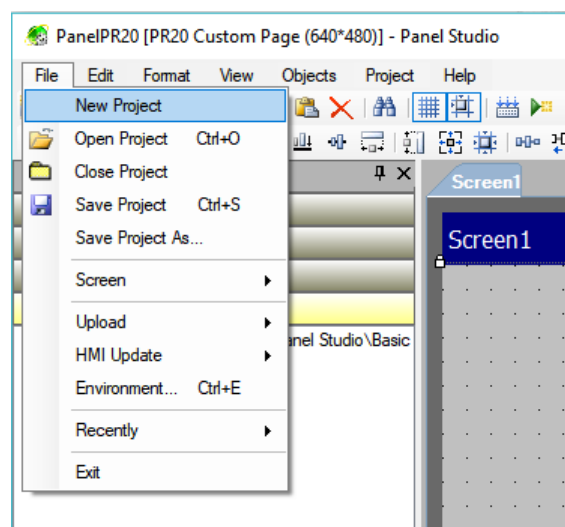 PanelPR20 [PR20 Custom Page (640*480)] - Panel Studio
File Edit Format View Objects Project Help
New Project
Open Project Ctrl+O
Close Project
Save Project Ctrl+S
Save Project As...
Screen
Upload
HMI Update
Environment... Ctrl+E
Recently
Exit
anel Studio\Basic
Screen1
Screen1